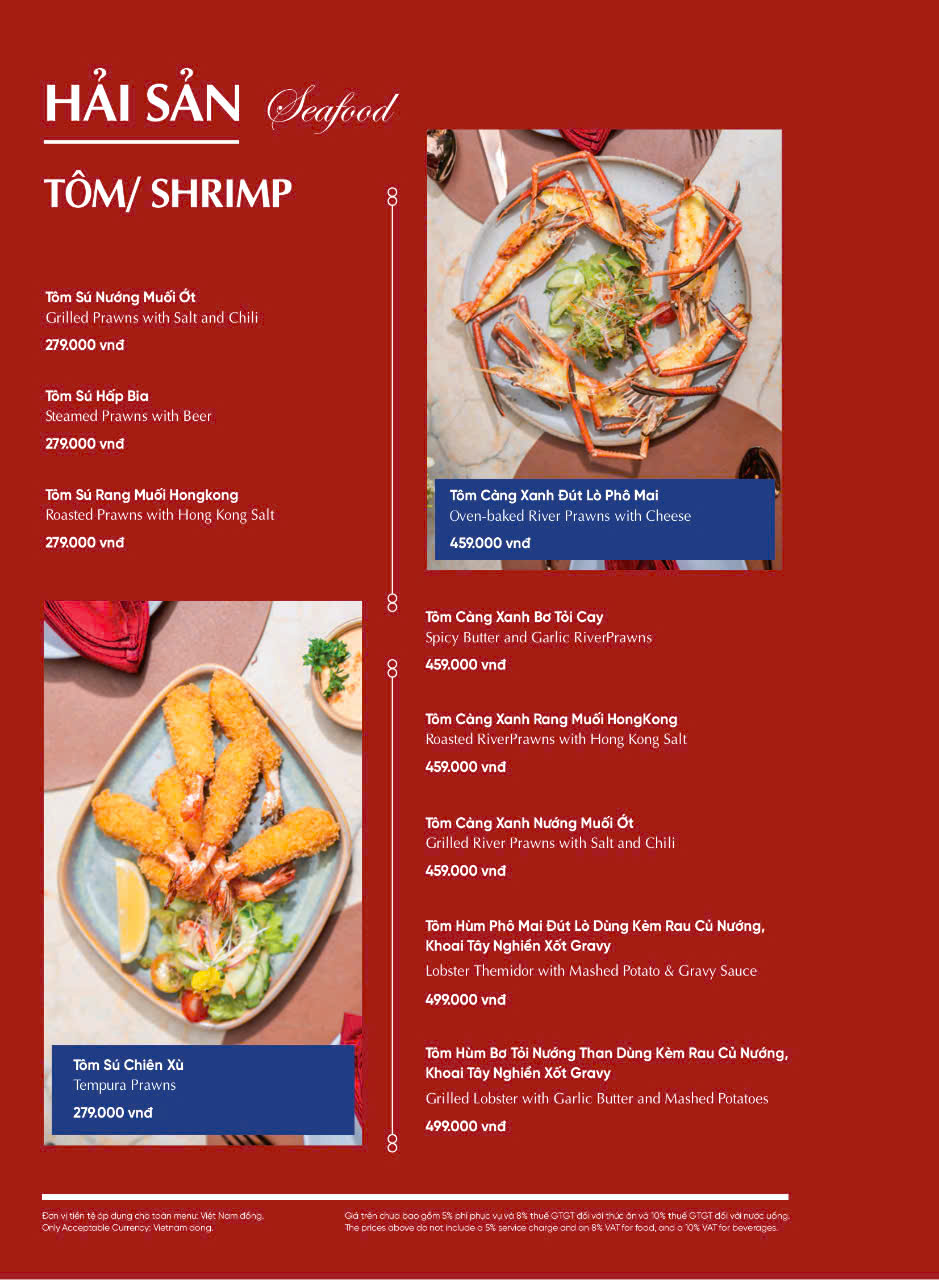 HẢI SẢN Seafood
TÔM/ SHRIMP
Tôm Sú Nướng Muối Ớt
Grilled Prawns with Salt and Chili
279.000 vnđ
Tôm Sú Hấp Bia
Steamed Prawns with Beer
279.000 vnđ
Tôm Sú Rang Muối Hongkong
Roasted Prawns with Hong Kong Salt
279.000 vnđ
Tôm Sú Chiên Xù
Tempura Prawns
279.000 vnđ
Tôm Càng Xanh Đút Lò Phô Mai
Oven-baked River Prawns with Cheese
459.000 vnđ
Tôm Càng Xanh Bơ Tỏi Cay
Spicy Butter and Garlic RiverPrawns
459.000 vnđ
Tôm Càng Xanh Rang Muối HongKong
Roasted RiverPrawns with Hong Kong Salt
459.000 vnđ
Tôm Càng Xanh Nướng Muối Ớt
Grilled River Prawns with Salt and Chili
459.000 vnđ
Tôm Hùm Phô Mai Đút Lò Dùng Kèm Rau Củ Nướng,
Khoai Tây Nghiền Xốt Gravy
Lobster Themidor with Mashed Potato & Gravy Sauce
499.000 vnđ
Tôm Hùm Bơ Tỏi Nướng Than Dùng Kèm Rau Củ Nướng,
Khoai Tây Nghiền Xốt Gravy
Grilled Lobster with Garlic Butter and Mashed Potatoes
499.000 vnđ
Đơn vị tiền tệ áp dụng cho toàn menu: Việt Nam đồng.
Only Acceptable Currency: Vietnam dong.
Giá trên chưa bao gồm 5% phí phục vụ và 8% thuế GTGT đối với thức ăn và 10% thuế GTGT đối với nước uống.
The prices above do not include a 5% service charge and an 8% VAT for food, and a 10% VAT for beverages.